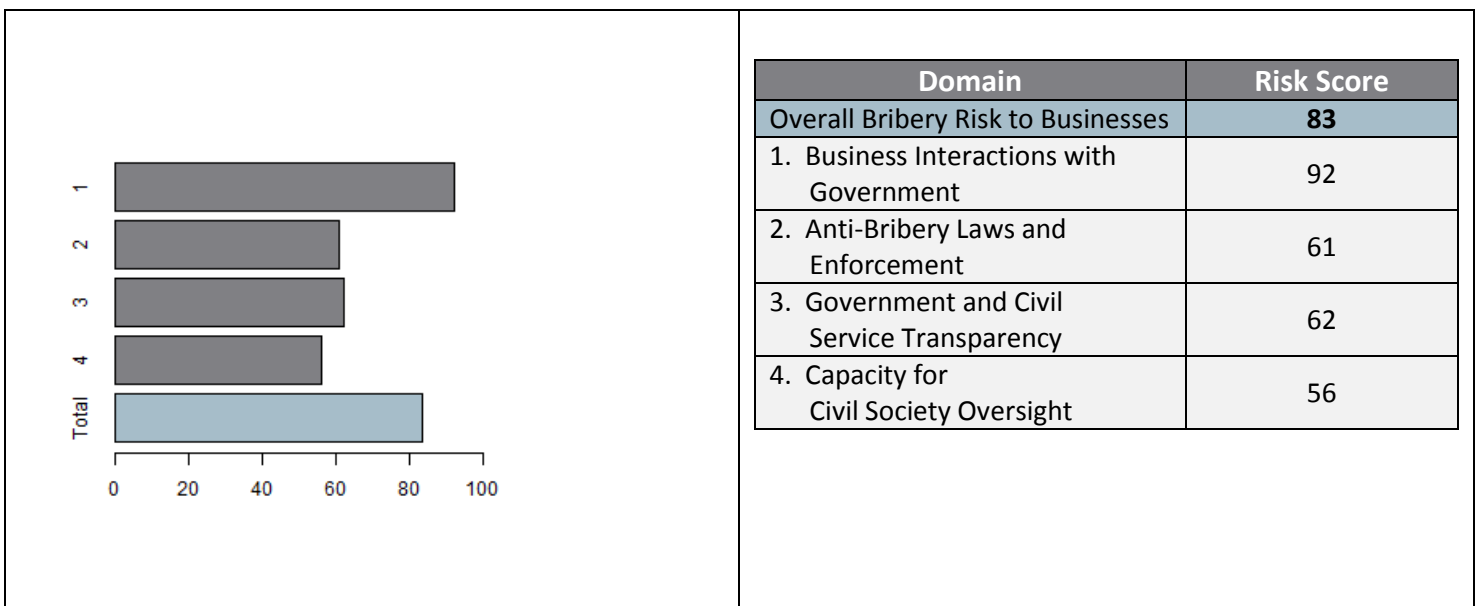 1
2
3
4
Total
0 20 40 60 80 100
Domain Risk Score
Overall Bribery Risk to Businesses 83
1. Business Interactions with
Government 92
2. Anti-Bribery Laws and
Enforcement 61
3. Government and Civil
Service Transparency 62
4. Capacity for
Civil Society Oversight 56